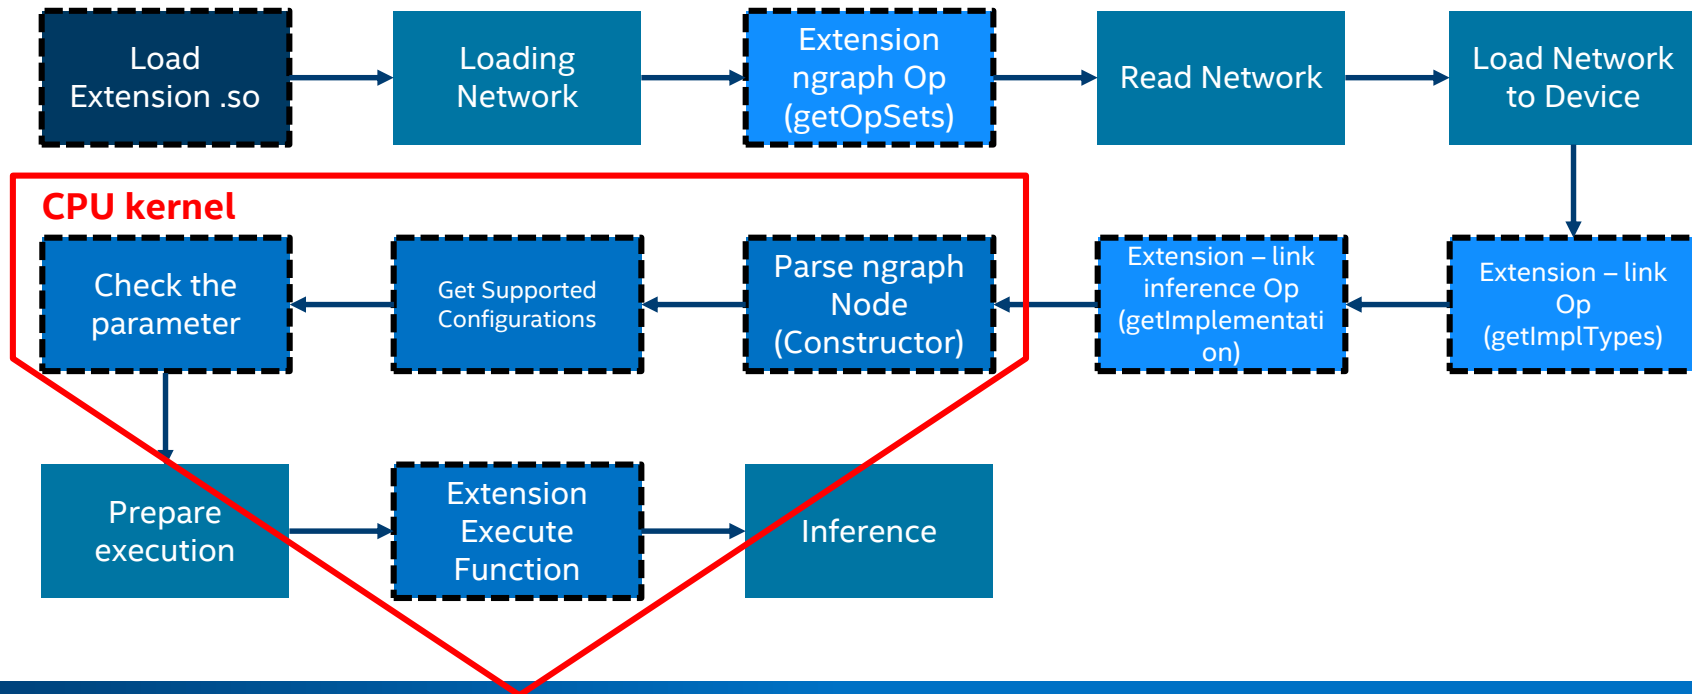 Load
Extension .so
Loading
Network
Extension
ngraph Op
(getOpSets)
Read Network
Load Network
to Device
CPU kernel
Check the
parameter
Get Supported
Configurations
Parse ngraph
Node
(Constructor)
Extension – link
inference Op
(getImplementati
on)
Extension – link
Op
(getImplTypes)
Prepare
execution
Extension
Execute
Function
Inference